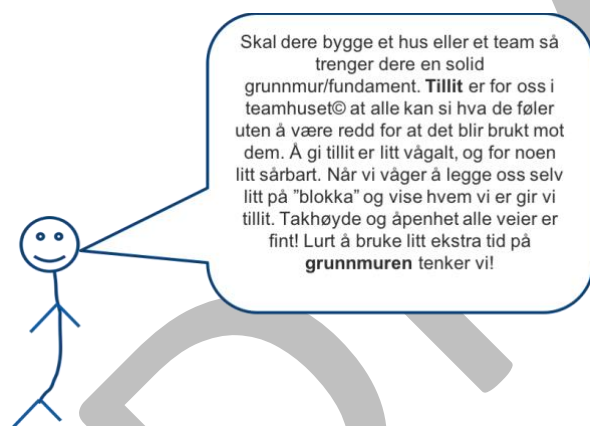 Skal dere bygge et hus eller et team så
trenger dere en solid
grunnmur/fundament. Tillit er for oss i
teamhuset© at alle kan si hva de føler
uten å være redd for at det blir brukt mot
dem. Å gi tillit er litt vågalt, og for noen
litt sårbart. Når vi våger å legge oss selv
litt på ”blokka” og vise hvem vi er gir vi
tillit. Takhøyde og åpenhet alle veier er
fint! Lurt å bruke litt ekstra tid på
grunnmuren tenker vi!